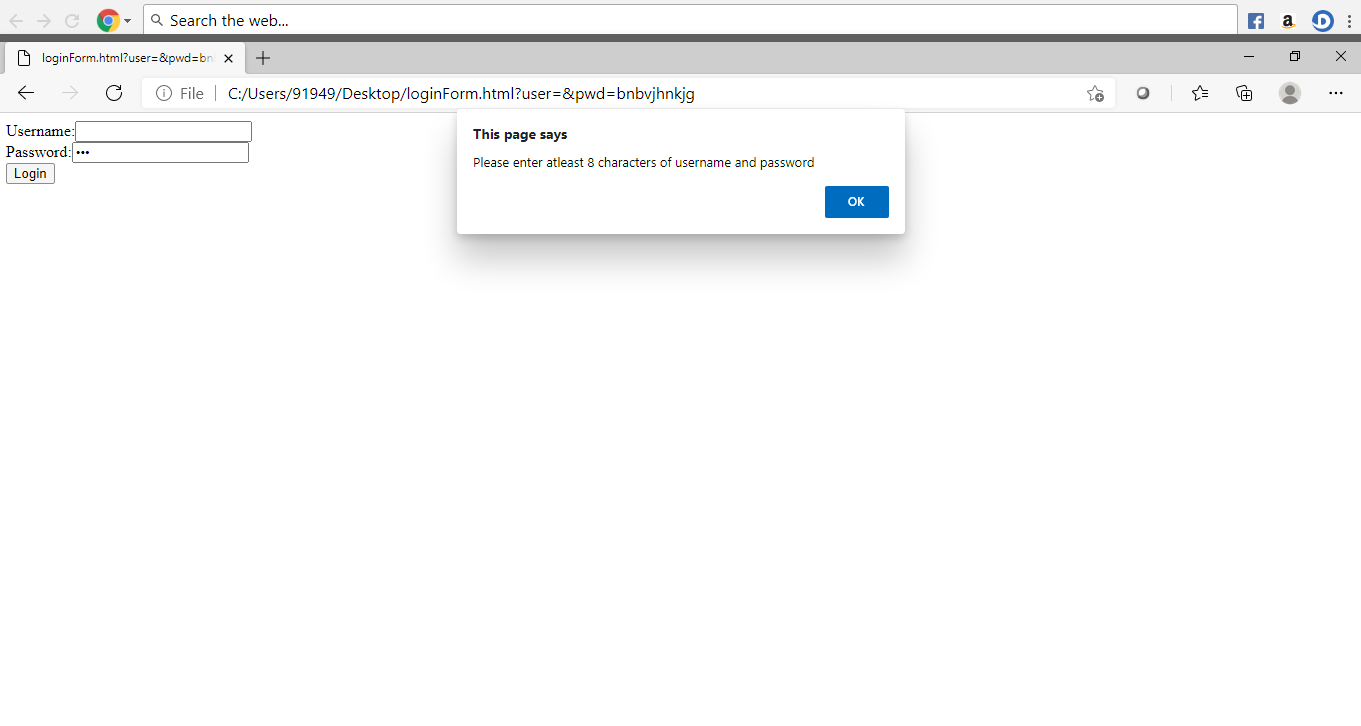 Search the web...
loginForm.html?user=&pwd=bn
File
C:/Users/91949/Desktop/loginForm.html?user=&pwd=bnbvjhnkjg
This page says
Please enter atleast 8 characters of username and password
OK
Username:
Password:•••
Login